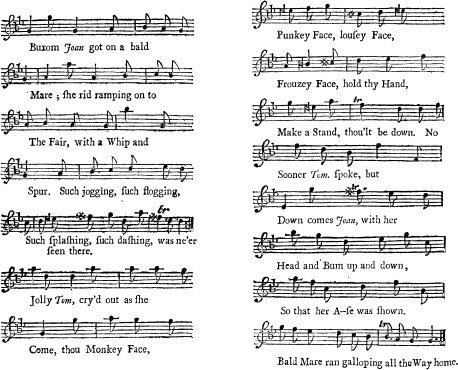 Buxom Joan got on a bald
Mare ; ſhe rid ramping on to
The Fair, with a Whip and
Spur. Such jogging, ſuch flogging,
Such ſplaſhing, ſuch daſhing, was ne'er
ſeen there.
Jolly Tom, cry'd out as ſhe
Come, thou Monkey Face,
Punkey Face, louſey Face,
Frouzey Face, hold thy Hand,
Make a Stand, thou'lt be down. No
Sooner Tom. ſpoke, but
Down comes Joan, with her
Head and Bum up and down,
So that her A--ſe was ſhown.
Bald Mare ran galloping all the Way home.